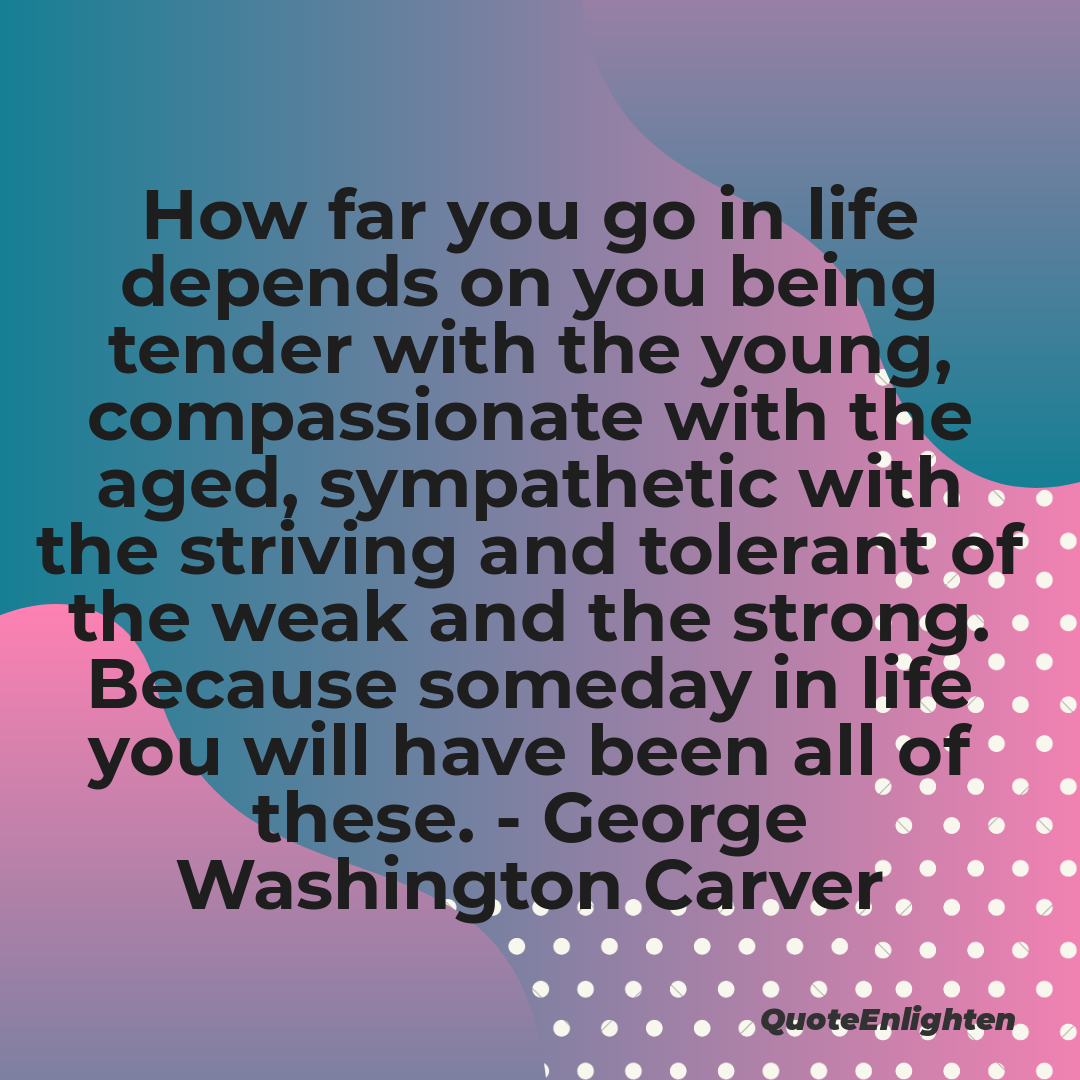 How far you go in life
depends on you being
tender with the young,
compassionate with the
aged, sympathetic with
the striving and tolerant of
the weak and the strong.
Because someday in life
you will have been all of
these. - George
Washington Carver
QuoteEnlighten